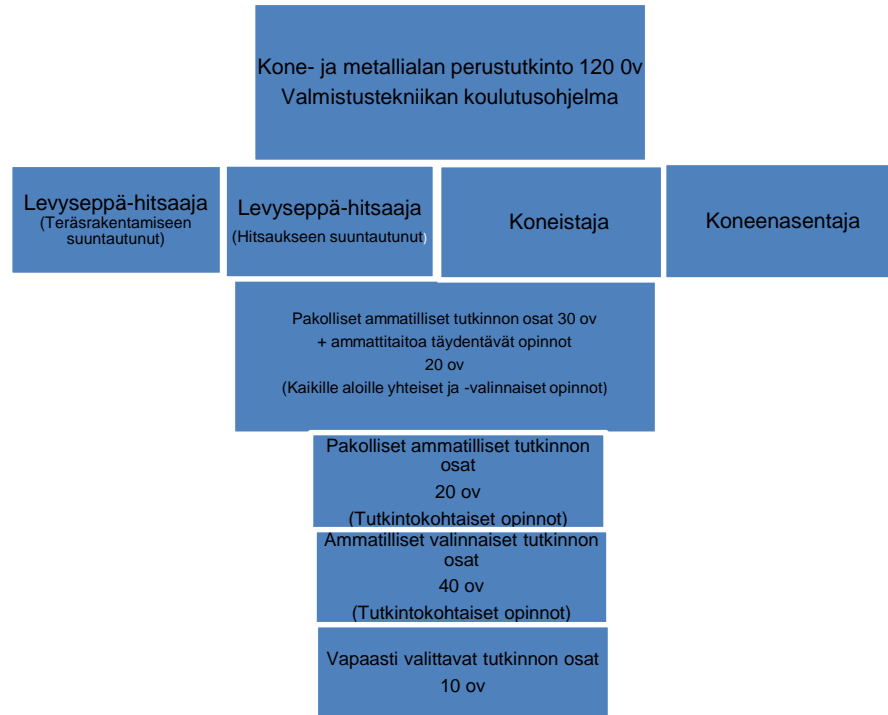 Kone- ja metallialan perustutkinto 120 0v
Valmistustekniikan koulutusohjelma
Levyseppä-hitsaaja
(Teräsrakentamiseen
suuntautunut)
Levyseppä-hitsaaja
(Hitsaukseen suuntautunut)
Koneistaja
Koneenasentaja
Pakolliset ammatilliset tutkinnon osat 30 ov
+ ammattitaitoa täydentävät opinnot
20 ov
(Kaikille aloille yhteiset ja -valinnaiset opinnot)
Pakolliset ammatilliset tutkinnon
osat
20 ov
(Tutkintokohtaiset opinnot)
Ammatilliset valinnaiset tutkinnon
osat
40 ov
(Tutkintokohtaiset opinnot)
Vapaasti valittavat tutkinnon osat
10 ov